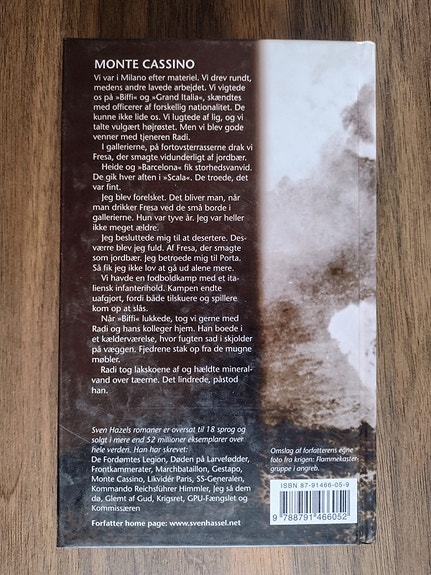 MONTE CASSINO
Vi var i Milano efter materiel. Vi drev rundt,
medens andre lavede arbejdet. Vi vigtede
os på »Biffi« og »Grand Italia«, skændtes
med officerer af forskellig nationalitet. De
kunne ikke lide os. Vi lugtede af lig, og vi
talte vulgært højrøstet. Men vi blev gode
venner med tjeneren Radi.
I gallerierne, på fortovsterrasserne drak vi
Fresa, der smagte vidunderligt af jordbær.
Heide og »Barcelona« fik storhedsvanvid.
De gik hver aften i »Scala«. De troede, det
var fint.
Jeg blev forelsket. Det bliver man, når
man drikker Fresa ved de små borde i
gallerierne. Hun var tyve år. Jeg var heller
ikke meget ældre.
Jeg besluttede mig til at desertere. Des-
værre blev jeg fuld. Af Fresa, der smagte
som jordbær. Jeg betroede mig til Porta.
Så fik jeg ikke lov at gå ud alene mere.
Vi havde en fodboldkamp med et ita-
liensk infanterihold. Kampen endte
uafgjort, fordi både tilskuere og spillere
kom op at slås.
Når »Biffi« lukkede, tog vi gerne med
Radi og hans kolleger hjem. Han boede i
et kælderværelse, hvor fugten sad i skjolder
på væggen. Fjedrene stak op fra de mugne
møbler.
Radi tog lakskoene af og hældte mineral-
vand over tæerne. Det lindrede, påstod
han.
Sven Hazels romaner er oversat til 18 sprog og
solgt i mere end 52 millioner eksemplarer over
hele verden. Han har skrevet:
De Fordømtes Legion, Døden på Larvefødder,
Frontkammerater, Marchbataillon, Gestapo,
Monte Cassino, Likvidér Paris, SS-Generalen,
Kommando Reichsführer Himmler, Jeg så dem
dø, Glemt af Gud, Krigsret, GPU-Fængslet og
Kommissæren
Forfatter home page: www.svenhassel.net
Omslag af forfatterens egne
foto fra krigen: Flammekaster-
gruppe i angreb.
ISBN 87-91466-05-9
9 788791 466052